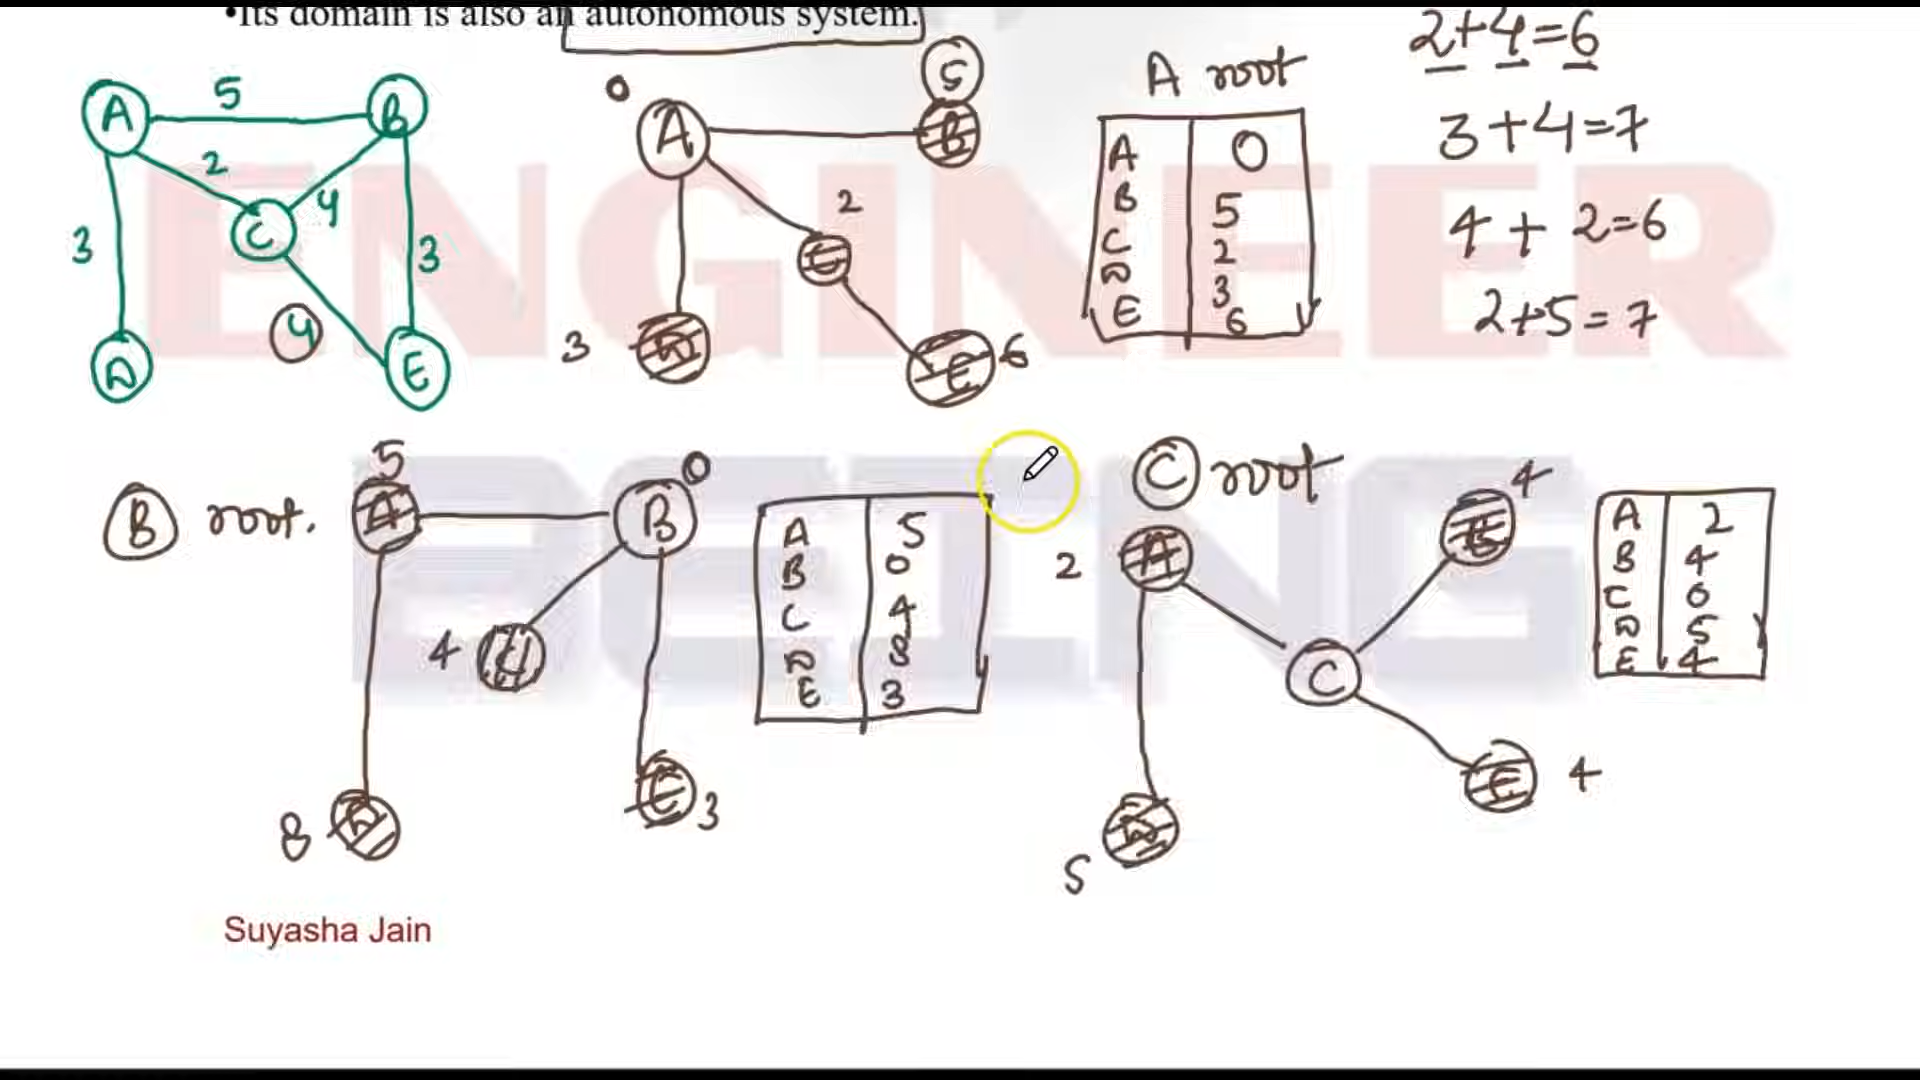 •Its domain is also an autonomous system.
2+4=6
3+4=7
4+2=6
2+5=7
A 5 B
2
4
3 C 3
4
D E
0 5
A B
2
C
3 D E 6
A root
A 0
B 5
C 2
D 3
E 6
B root.
5 0
A B
4 C
8 D E 3
A 5
B 0
C 4
D 8
E 3
C root
4
2 A B
C
E 4
D
5
A 2
B 4
C 0
D 5
E 4
ENGINEER
BEING
Suyasha Jain